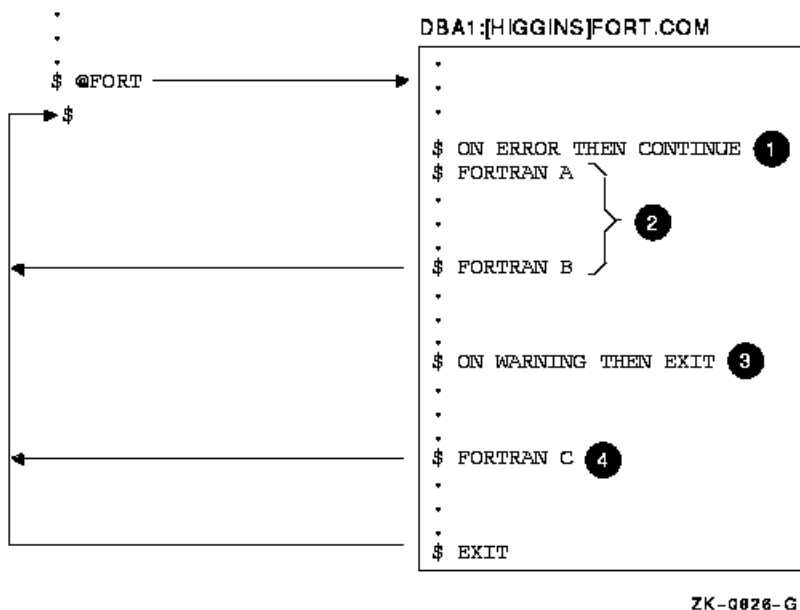 DBA1:[HIGGINS]FORT.COM
$ @FORT
$
$ ON ERROR THEN CONTINUE 1
$ FORTRAN A
2
$ FORTRAN B
$ ON WARNING THEN EXIT 3
$ FORTRAN C 4
$ EXIT
ZK-0826-G